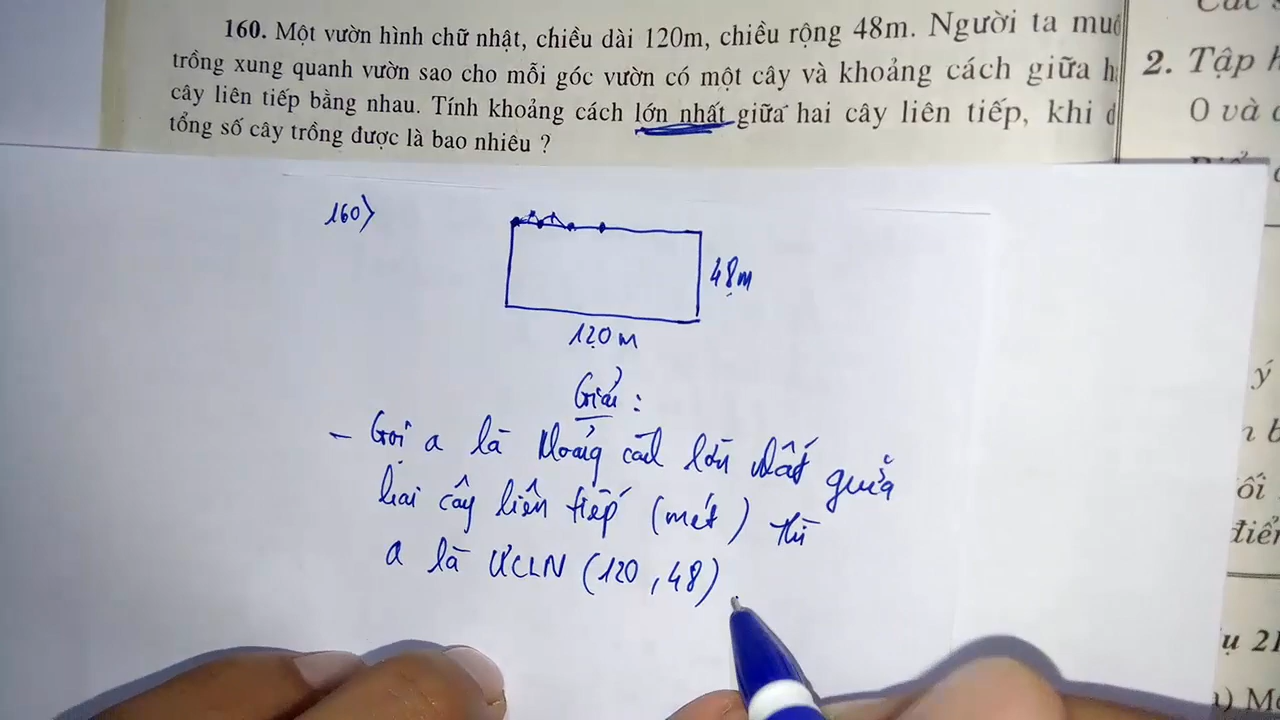 160. Một vườn hình chữ nhật, chiều dài 120m, chiều rộng 48m. Người ta
trồng xung quanh vườn sao cho mỗi góc vườn có một cây và khoảng cách giữa
cây liên tiếp bằng nhau. Tính khoảng cách lớn nhất giữa hai cây liên tiếp, khi
tổng số cây trồng được là bao nhiêu ?
2. Tập
0 và
160)
48m
120 m
Giải :
- Gọi a là khoảng cách lớn nhất giữa
hai cây liên tiếp (mét) thì
a là ƯCLN (120, 48)
ý